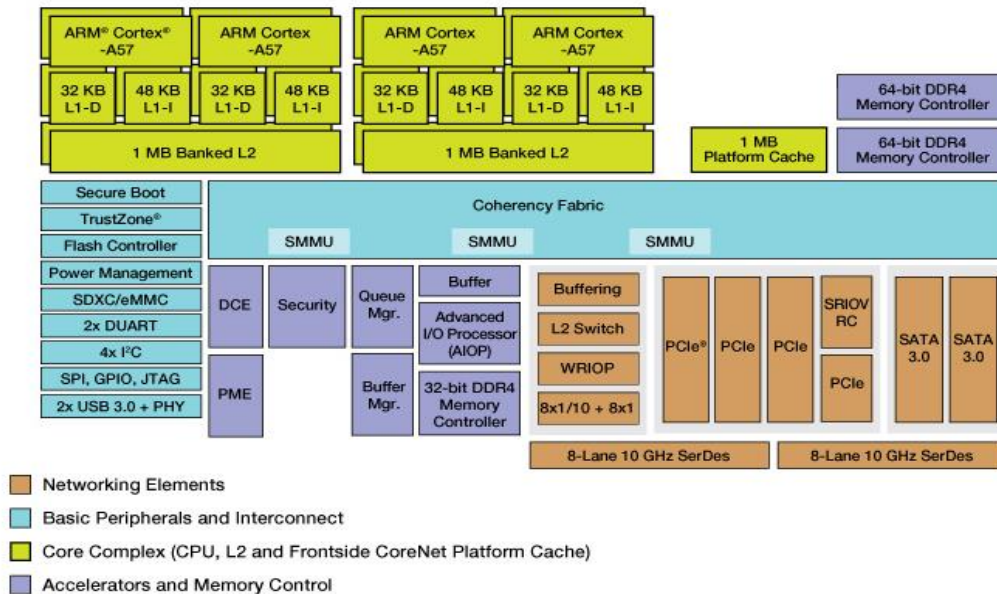 ARM® Cortex®
-A57
ARM Cortex
-A57
ARM Cortex
-A57
ARM Cortex
-A57
32 KB
L1-D
48 KB
L1-I
32 KB
L1-D
48 KB
L1-I
32 KB
L1-D
48 KB
L1-I
32 KB
L1-D
48 KB
L1-I
1 MB Banked L2
1 MB Banked L2
1 MB
Platform Cache
64-bit DDR4
Memory Controller
64-bit DDR4
Memory Controller
Secure Boot
TrustZone®
Flash Controller
Power Management
SDXC/eMMC
2x DUART
4x I²C
SPI, GPIO, JTAG
2x USB 3.0 + PHY
Coherency Fabric
SMMU
SMMU
SMMU
DCE
PME
Security
Queue
Mgr.
Buffer
Mgr.
Buffer
Advanced
I/O Processor
(AIOP)
32-bit DDR4
Memory
Controller
Buffering
L2 Switch
WRIOP
8x1/10 + 8x1
PCIe®
PCIe
PCIe
SRIOV
RC
PCIe
SATA
3.0
SATA
3.0
8-Lane 10 GHz SerDes
8-Lane 10 GHz SerDes
Networking Elements
Basic Peripherals and Interconnect
Core Complex (CPU, L2 and Frontside CoreNet Platform Cache)
Accelerators and Memory Control